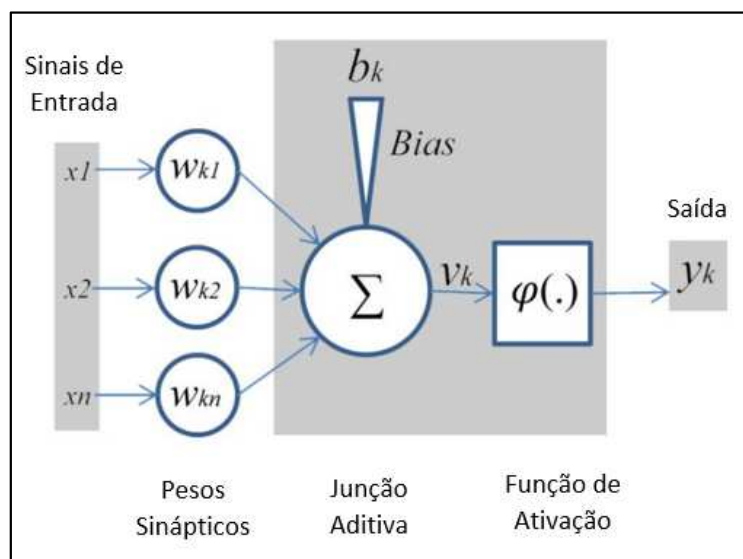 Sinais de
Entrada
x1
x2
xn
wk1
wk2
wkn
bk
Bias
Σ
vk
φ(.)
Saída
yk
Pesos
Sinápticos
Junção
Aditiva
Função de
Ativação